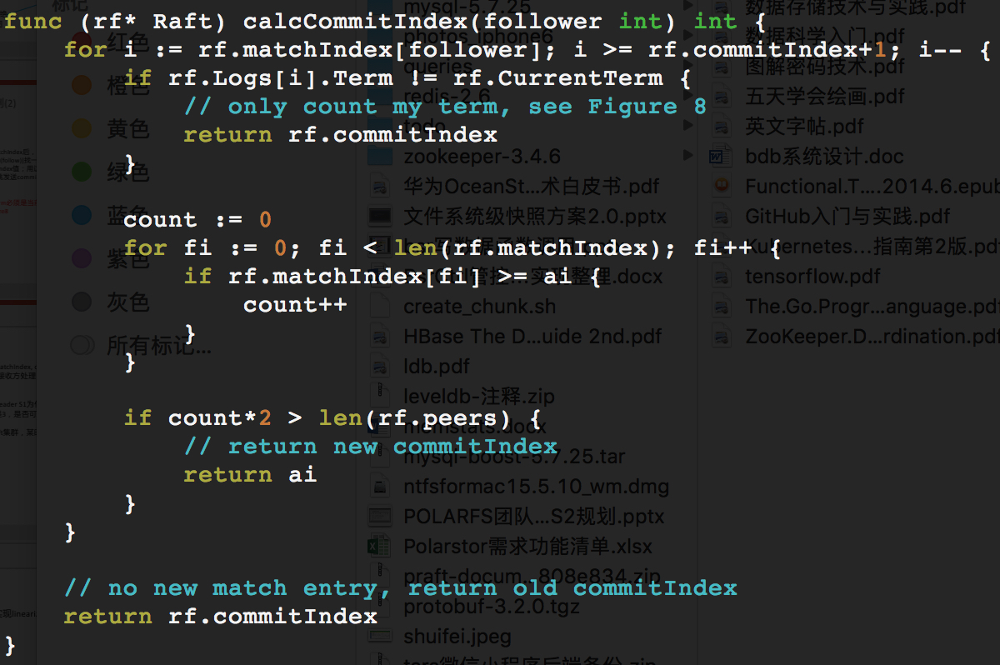 func (rf* Raft) calcCommitIndex(follower int) int {
for i := rf.matchIndex[follower]; i >= rf.commitIndex+1; i-- {
if rf.Logs[i].Term != rf.CurrentTerm {
// only count my term, see Figure 8
return rf.commitIndex
}
count := 0
for fi := 0; fi < len(rf.matchIndex); fi++ {
if rf.matchIndex[fi] >= ai {
count++
}
}
if count*2 > len(rf.peers) {
// return new commitIndex
return ai
}
}
// no new match entry, return old commitIndex
return rf.commitIndex
}
标记
红色
橙色
黄色
绿色
蓝色
紫色
灰色
所有标记...
mysql-5.7.25
photos_iphone6
queries
redis-2.6
todo
zookeeper-3.4.6
华为OceanSt...术白皮书.pdf
文件系统级快照方案2.0.pptx
create_chunk.sh
HBase The D...uide 2nd.pdf
ldb.pdf
leveldb-注释.zip
memstats.docx
mysql-boost-5.7.25.tar
ntfsformac15.5.10_wm.dmg
POLARFS团队...S2规划.pptx
Polarstor需求功能清单.xlsx
praft-docum...808e834.zip
protobuf-3.2.0.tgz
shuifei.jpeg
数据存储技术与实践.pdf
数据科学入门.pdf
图解密码技术.pdf
五天学会绘画.pdf
英文字帖.pdf
bdb系统设计.doc
Functional.T....2014.6.epub
GitHub入门与实践.pdf
Kubernetes...指南第2版.pdf
tensorflow.pdf
The.Go.Progr...anguage.pdf
ZooKeeper.D...rdination.pdf